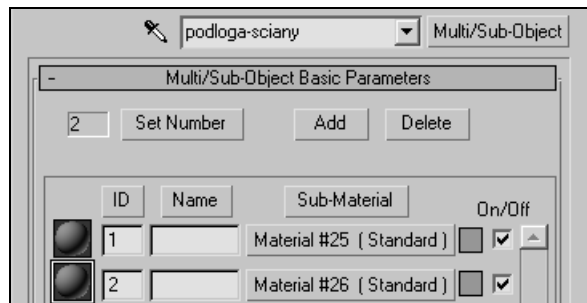 podloga-sciany Multi/Sub-Object
- Multi/Sub-Object Basic Parameters
2 Set Number Add Delete
ID Name Sub-Material On/Off
1 Material #25 ( Standard )
2 Material #26 ( Standard )